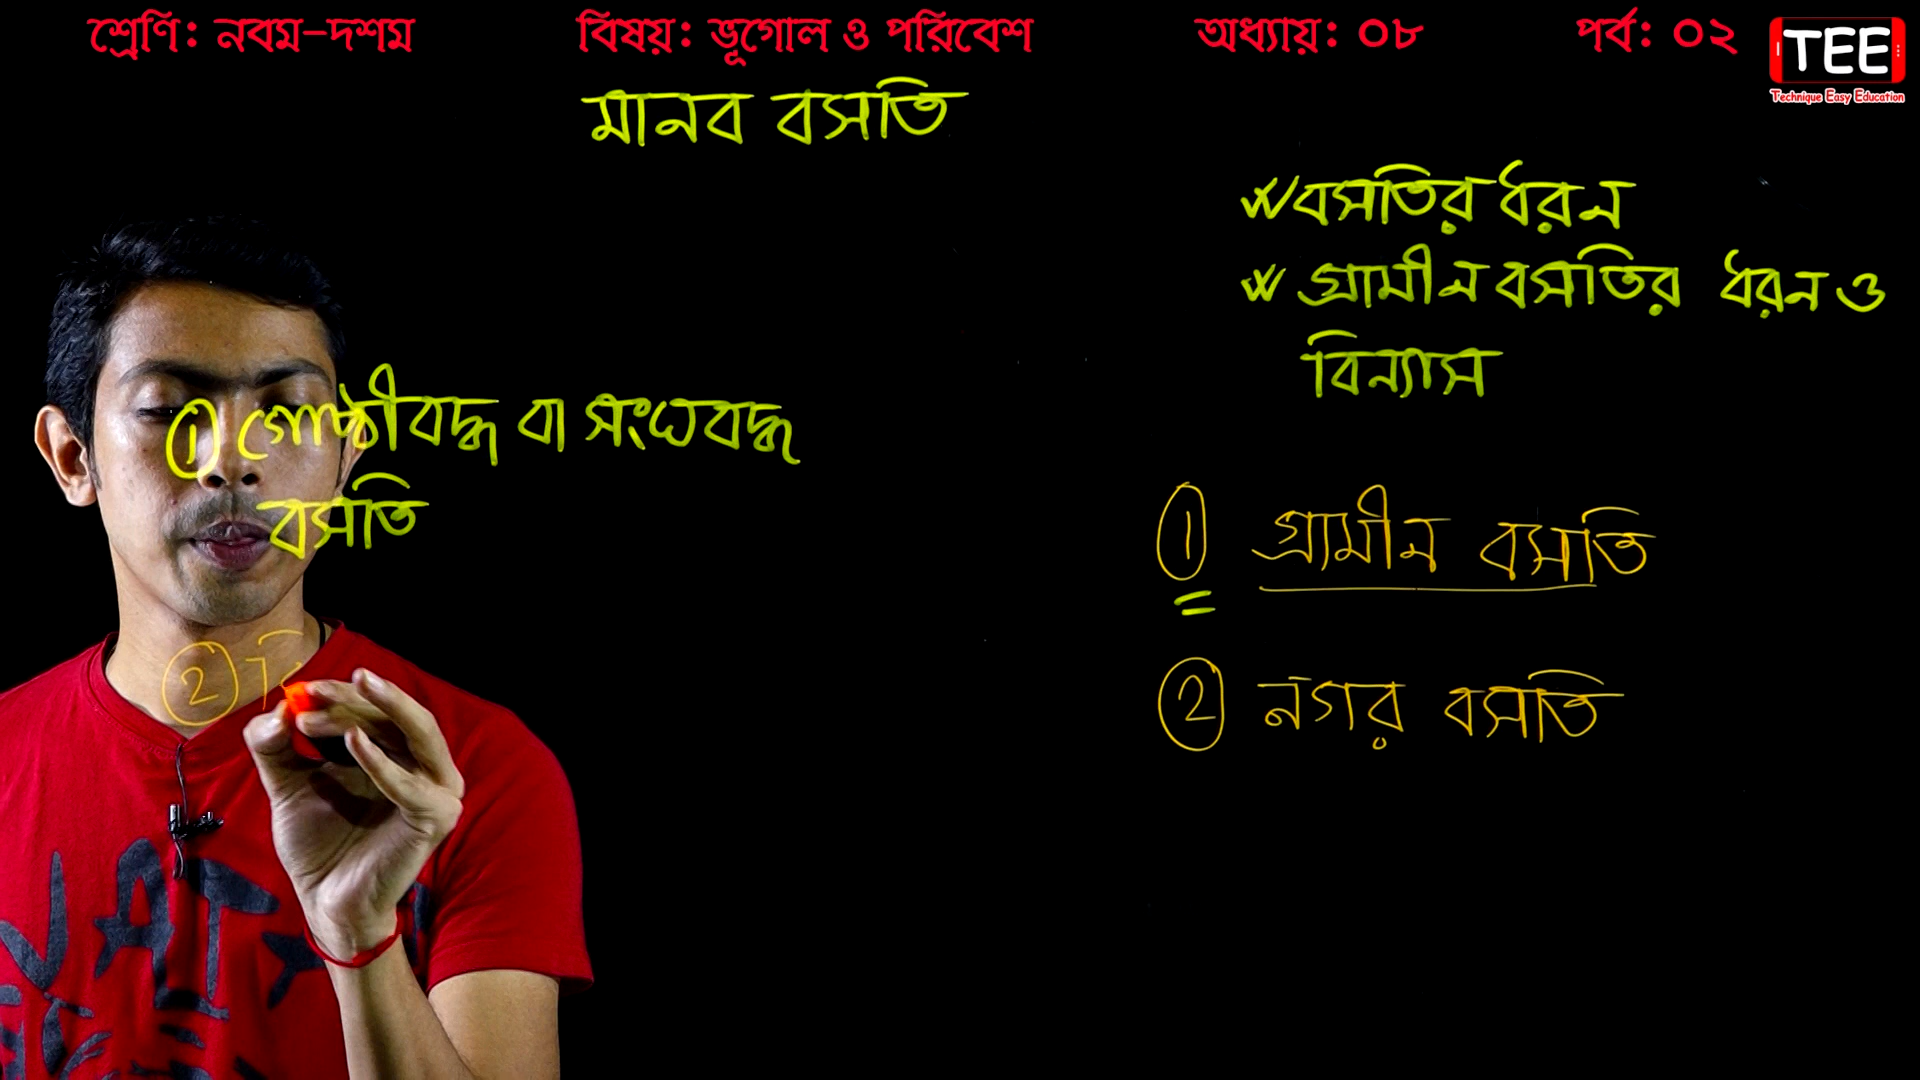 শ্রেণি: নবম-দশম বিষয়: ভূগোল ও পরিবেশ অধ্যায়: ০৮ পর্ব: ০২
TEE
Technique Easy Education
মানব বসতি
বসতির ধরন
গ্রামীন বসতির ধরন ও
বিন্যাস
① গোষ্ঠীবদ্ধ বা সংঘবদ্ধ
বসতি
②
① গ্রামীন বসতি
② নগর বসতি